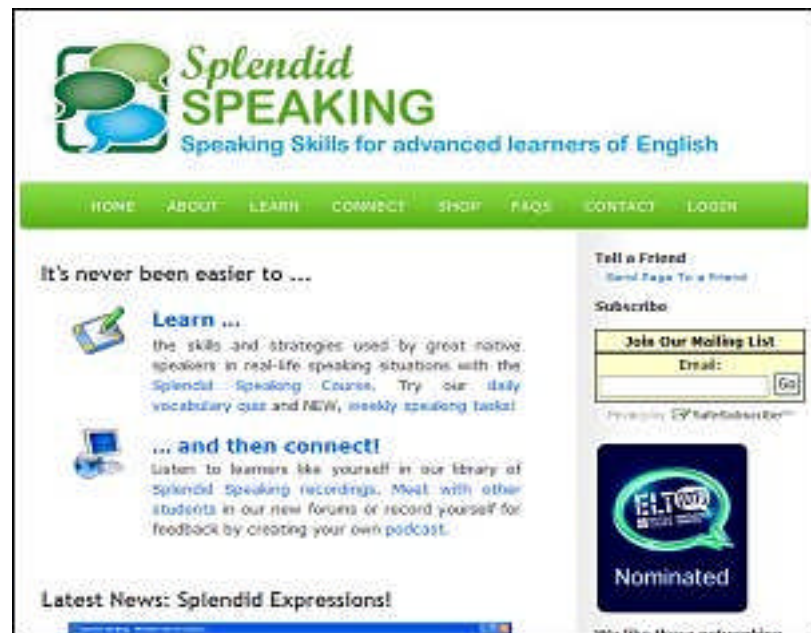 Splendid
SPEAKING
Speaking Skills for advanced learners of English
HOME ABOUT LEARN CONNECT SHOP FAQS CONTACT LOGIN
It's never been easier to ...
Learn ...
the skills and strategies used by great native
speakers in real-life speaking situations with the
Splendid Speaking Course. Try our daily
vocabulary quiz and NEW, weekly speaking tasks!
... and then connect!
Listen to learners like yourself in our library of
Splendid Speaking recordings. Meet with other
students in our new forums or record yourself for
feedback by creating your own podcast.
Latest News: Splendid Expressions!
Tell a Friend
Send Page To a Friend
Subscribe
Join Our Mailing List
Email:
Go
SafeSubscribe
ELT
Nominated